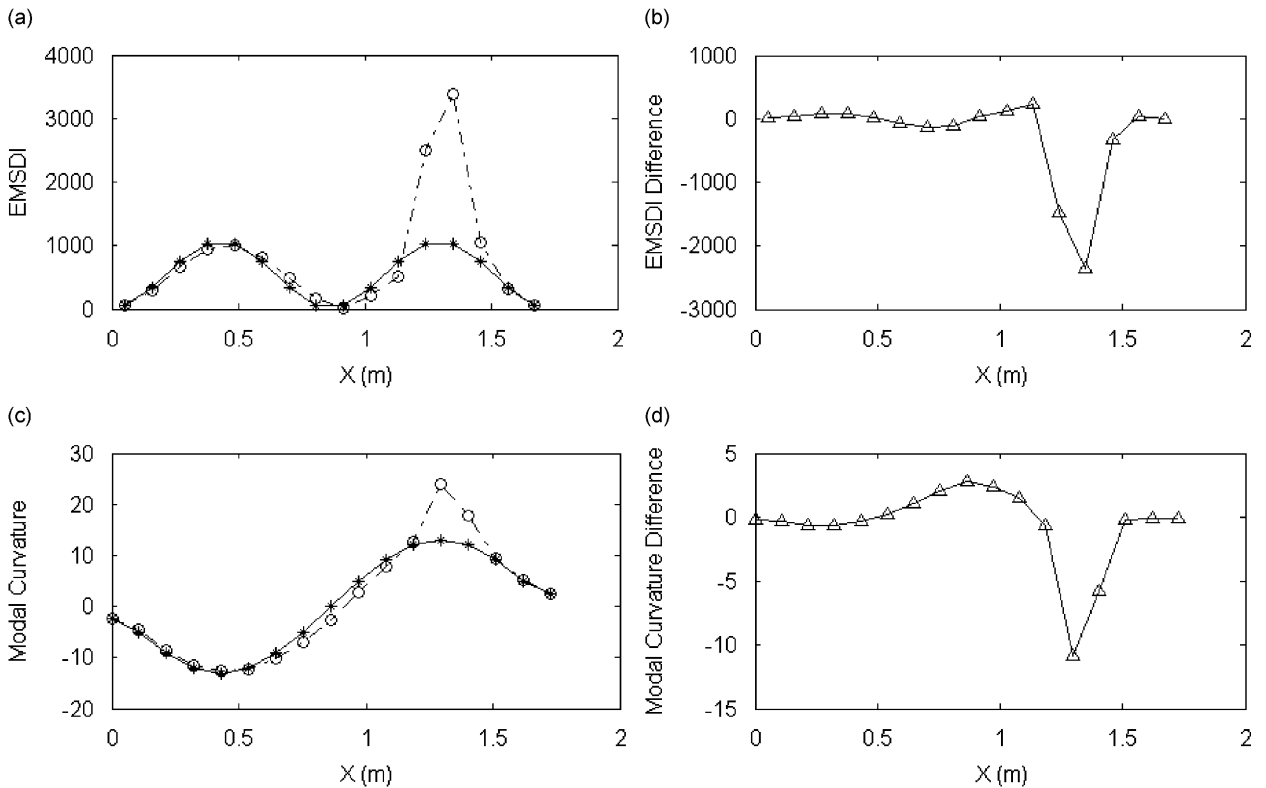 (a)
EMSDI
4000
3000
2000
1000
0
0 0.5 1 1.5 2
X (m)
(b)
EMSDI Difference
1000
0
-1000
-2000
-3000
0 0.5 1 1.5 2
X (m)
(c)
Modal Curvature
30
20
10
0
-10
-20
0 0.5 1 1.5 2
X (m)
(d)
Modal Curvature Difference
5
0
-5
-10
-15
0 0.5 1 1.5 2
X (m)